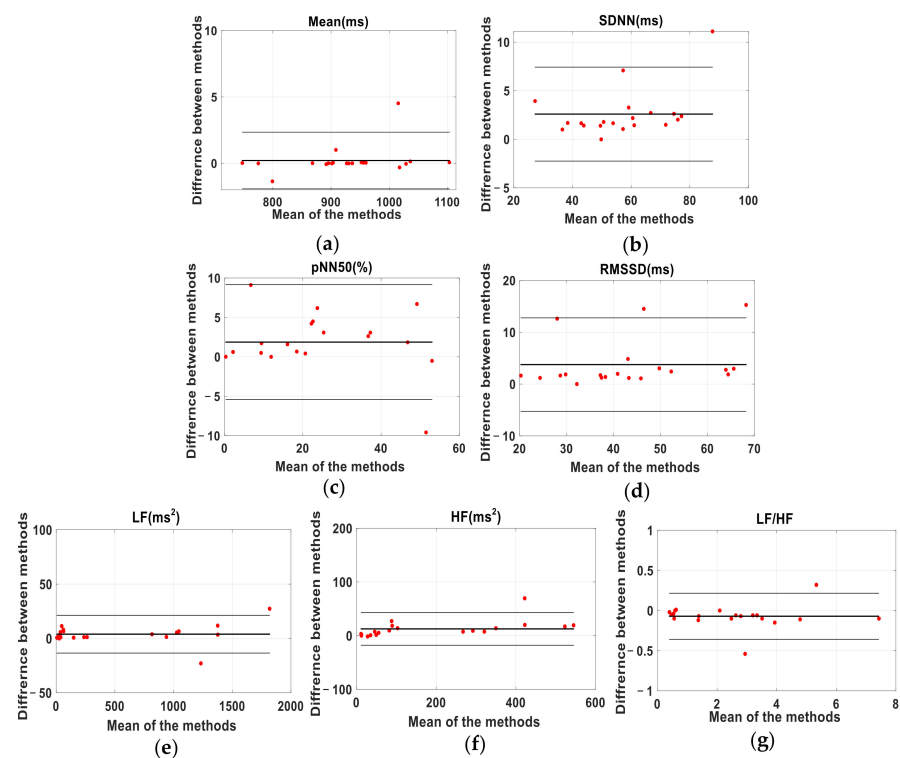 Mean(ms)
Diffrernce between methods
10
5
0
800
900
1000
1100
Mean of the methods
(a)
SDNN(ms)
Diffrernce between methods
10
5
0
−5
20
40
60
80
100
Mean of the methods
(b)
pNN50(%)
Diffrernce between methods
10
5
0
−5
−10
0
20
40
60
Mean of the methods
(c)
RMSSD(ms)
Diffrernce between methods
20
10
0
−10
20
30
40
50
60
70
Mean of the methods
(d)
LF(ms²)
Diffrernce between methods
100
50
0
−50
0
500
1000
1500
2000
Mean of the methods
(e)
HF(ms²)
Diffrernce between methods
200
100
0
−100
0
200
400
600
Mean of the methods
(f)
LF/HF
Diffrernce between methods
1
0.5
0
−0.5
−1
0
2
4
6
8
Mean of the methods
(g)